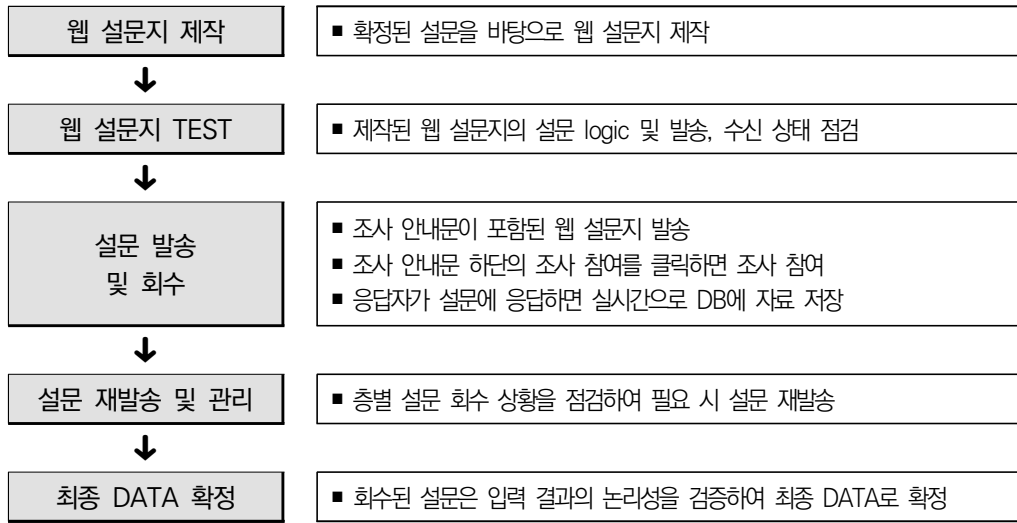 웹 설문지 제작
■ 확정된 설문을 바탕으로 웹 설문지 제작
웹 설문지 TEST
■ 제작된 웹 설문지의 설문 logic 및 발송, 수신 상태 점검
설문 발송
및 회수
■ 조사 안내문이 포함된 웹 설문지 발송
■ 조사 안내문 하단의 조사 참여를 클릭하면 조사 참여
■ 응답자가 설문에 응답하면 실시간으로 DB에 자료 저장
설문 재발송 및 관리
■ 층별 설문 회수 상황을 점검하여 필요 시 설문 재발송
최종 DATA 확정
■ 회수된 설문은 입력 결과의 논리성을 검증하여 최종 DATA로 확정